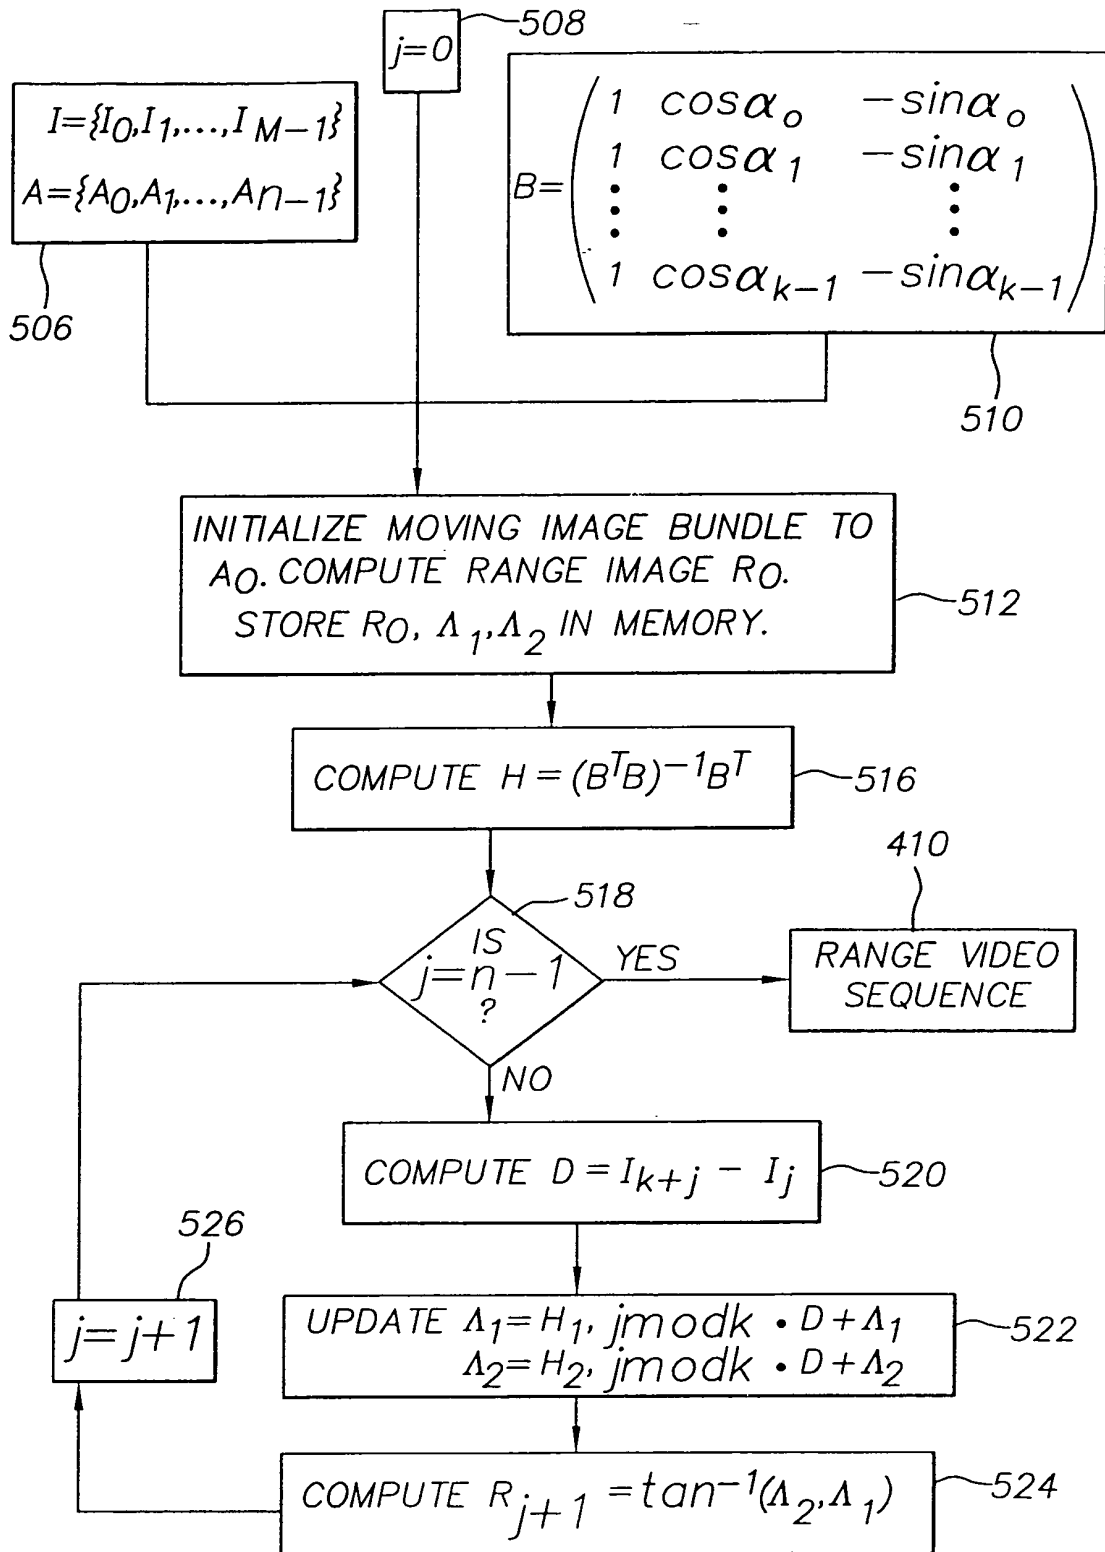 508
j=0
I={I0,I1,...,IM-1}
A={A0,A1,...,An-1}
506
B=
1 cosα0 -sinα0
1 cosα1 -sinα1
⋮ ⋮ ⋮
1 cosαk-1 -sinαk-1
510
INITIALIZE MOVING IMAGE BUNDLE TO
A0. COMPUTE RANGE IMAGE R0.
STORE R0, Λ1,Λ2 IN MEMORY.
512
COMPUTE H=(BᵀB)⁻¹Bᵀ
516
518
IS
j=n-1
?
YES
410
RANGE VIDEO
SEQUENCE
NO
COMPUTE D=Ik+j - Ij
520
526
j=j+1
UPDATE Λ1=H1,jmodk • D+Λ1
Λ2=H2,jmodk • D+Λ2
522
COMPUTE Rj+1 =tan⁻¹(Λ2,Λ1)
524